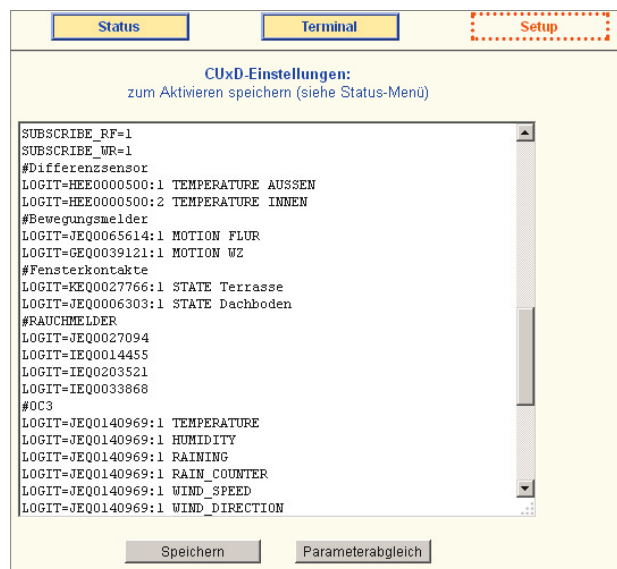 Status Terminal Setup
CUxD-Einstellungen:
zum Aktivieren speichern (siehe Status-Menü)
SUBSCRIBE_RF=1
SUBSCRIBE_WR=1
#Differenzsensor
LOGIT=HEE0000500:1 TEMPERATURE AUSSEN
LOGIT=HEE0000500:2 TEMPERATURE INNEN
#Bewegungsmelder
LOGIT=JEQ0065614:1 MOTION FLUR
LOGIT=GEQ0039121:1 MOTION WZ
#Fensterkontakte
LOGIT=KEQ0027766:1 STATE Terrasse
LOGIT=JEQ0006303:1 STATE Dachboden
#RAUCHMELDER
LOGIT=JEQ0027094
LOGIT=IEQ0014455
LOGIT=IEQ0203521
LOGIT=IEQ0033868
#OC3
LOGIT=JEQ0140969:1 TEMPERATURE
LOGIT=JEQ0140969:1 HUMIDITY
LOGIT=JEQ0140969:1 RAINING
LOGIT=JEQ0140969:1 RAIN_COUNTER
LOGIT=JEQ0140969:1 WIND_SPEED
LOGIT=JEQ0140969:1 WIND_DIRECTION
Speichern Parameterabgleich